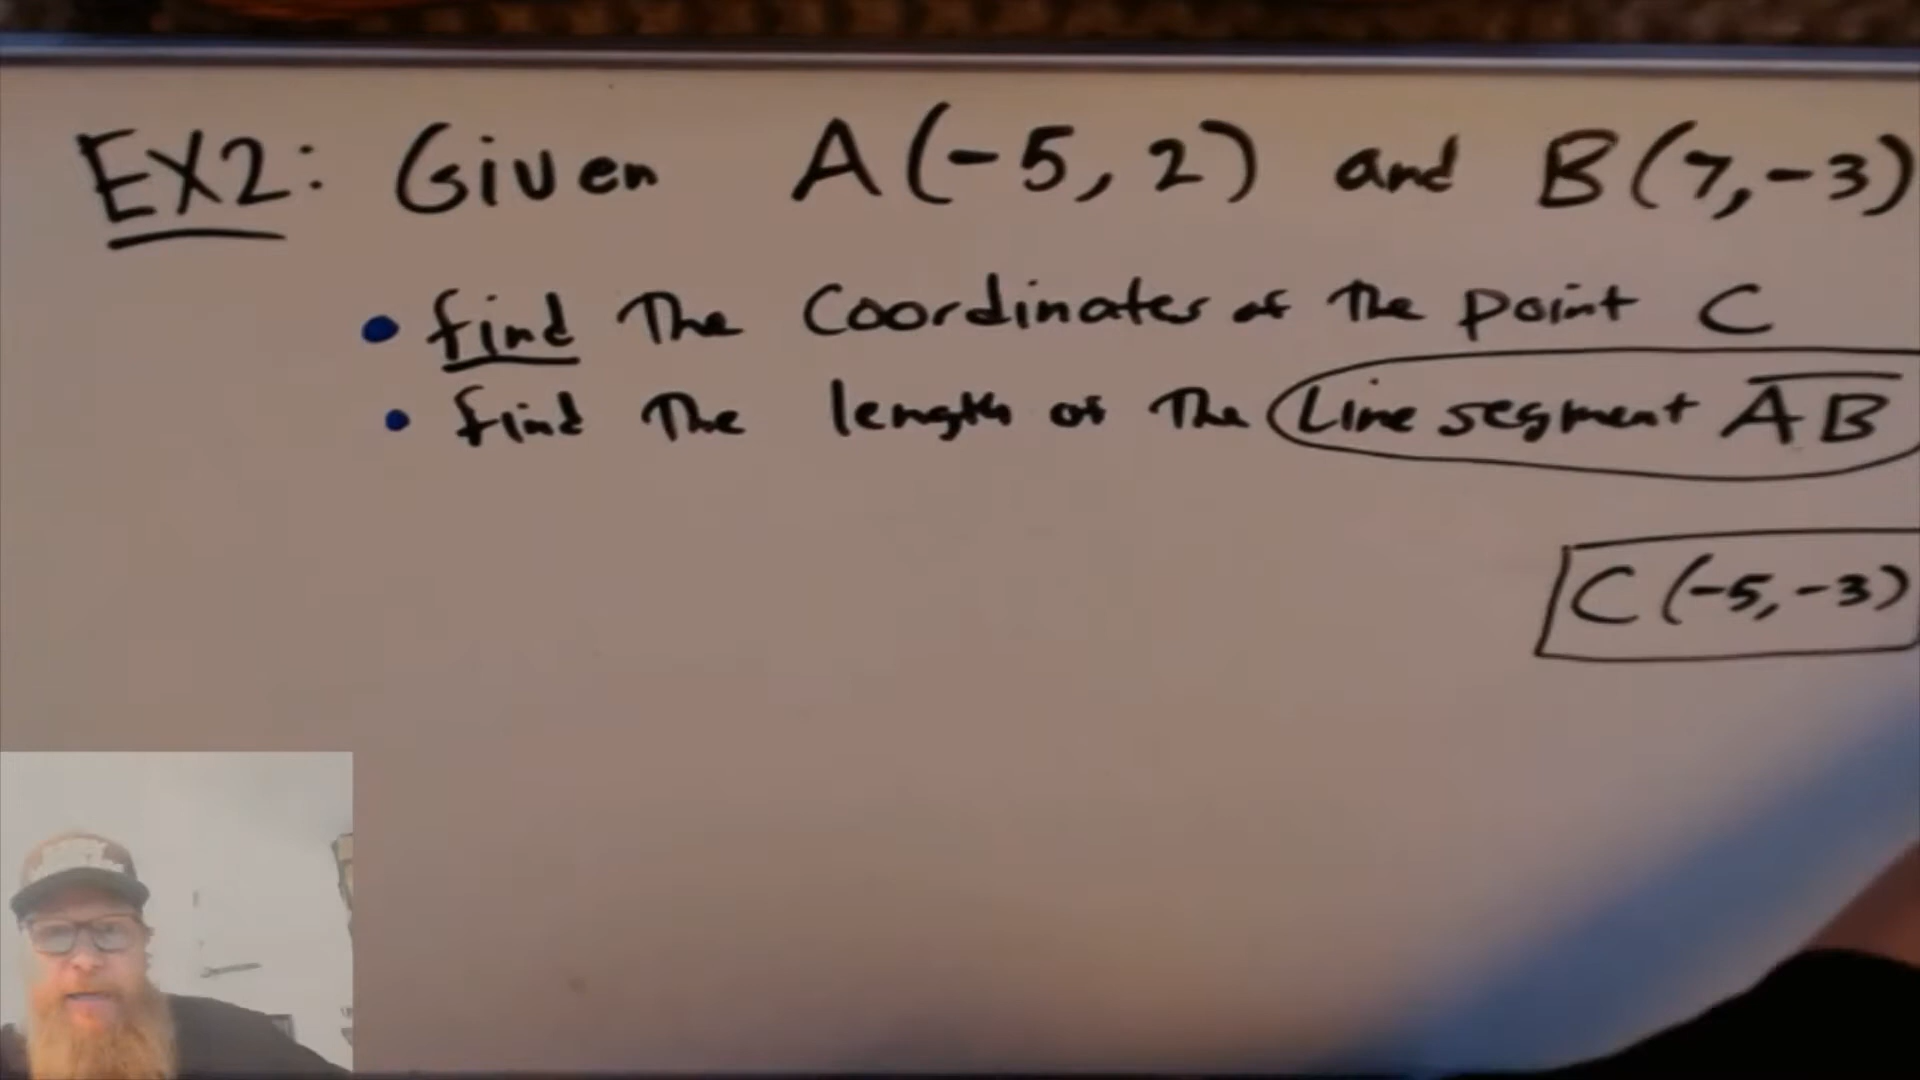 EX2: Given A(-5, 2) and B(7, -3)
• find The Coordinates of The point C
• find The length of The Line segment AB
C (-5, -3)